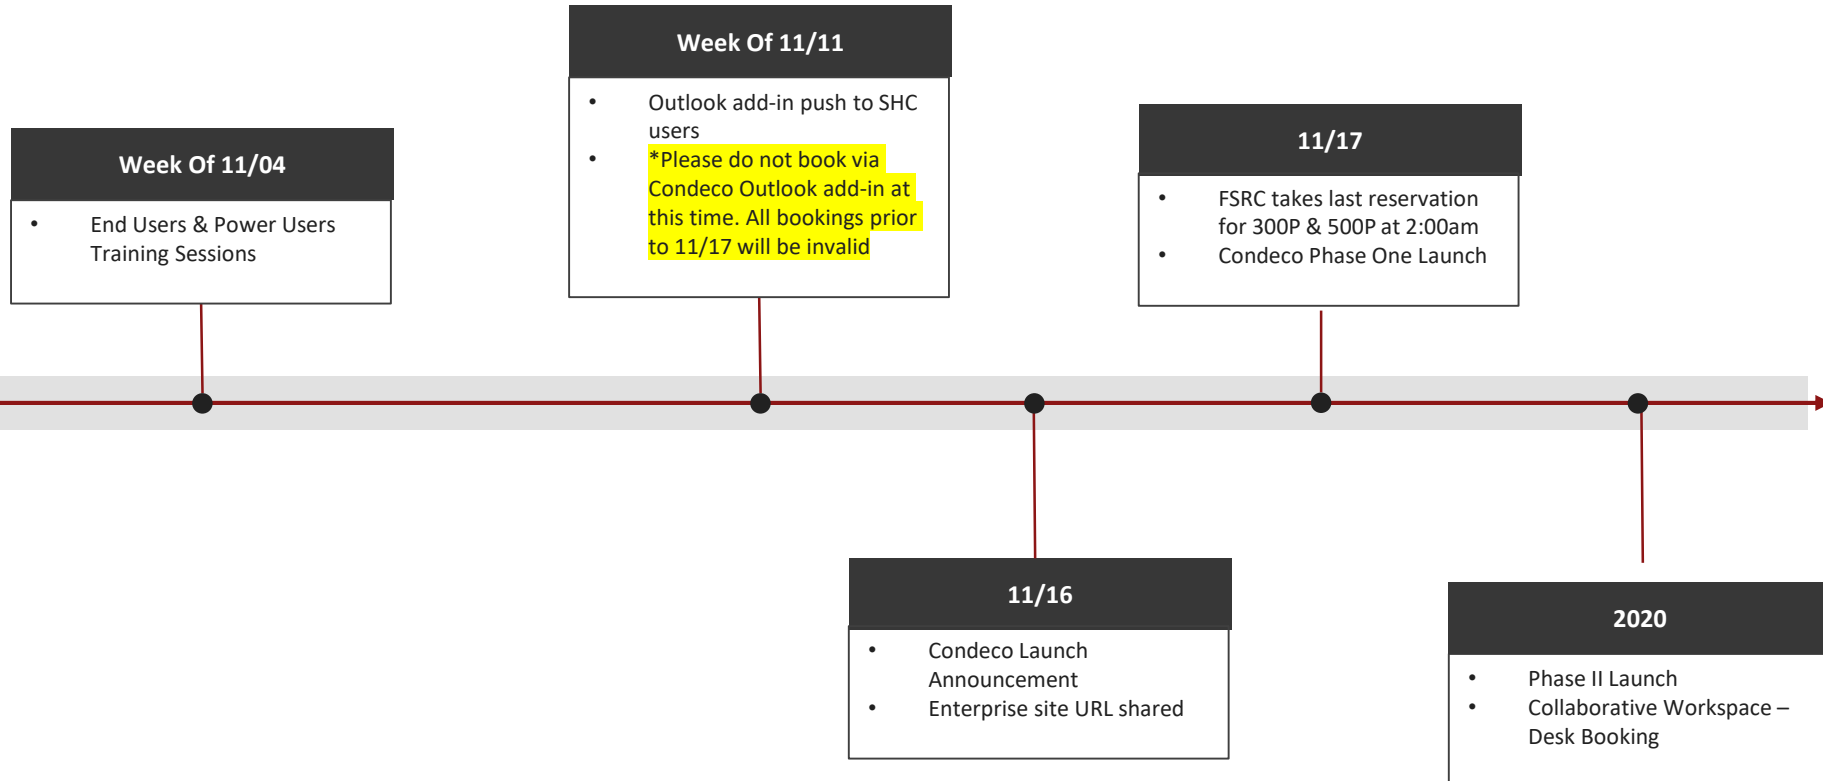 Week Of 11/04
• End Users & Power Users
Training Sessions
Week Of 11/11
• Outlook add-in push to SHC
users
• *Please do not book via
Condeco Outlook add-in at
this time. All bookings prior
to 11/17 will be invalid
11/16
• Condeco Launch
Announcement
• Enterprise site URL shared
11/17
• FSRC takes last reservation
for 300P & 500P at 2:00am
• Condeco Phase One Launch
2020
• Phase II Launch
• Collaborative Workspace –
Desk Booking